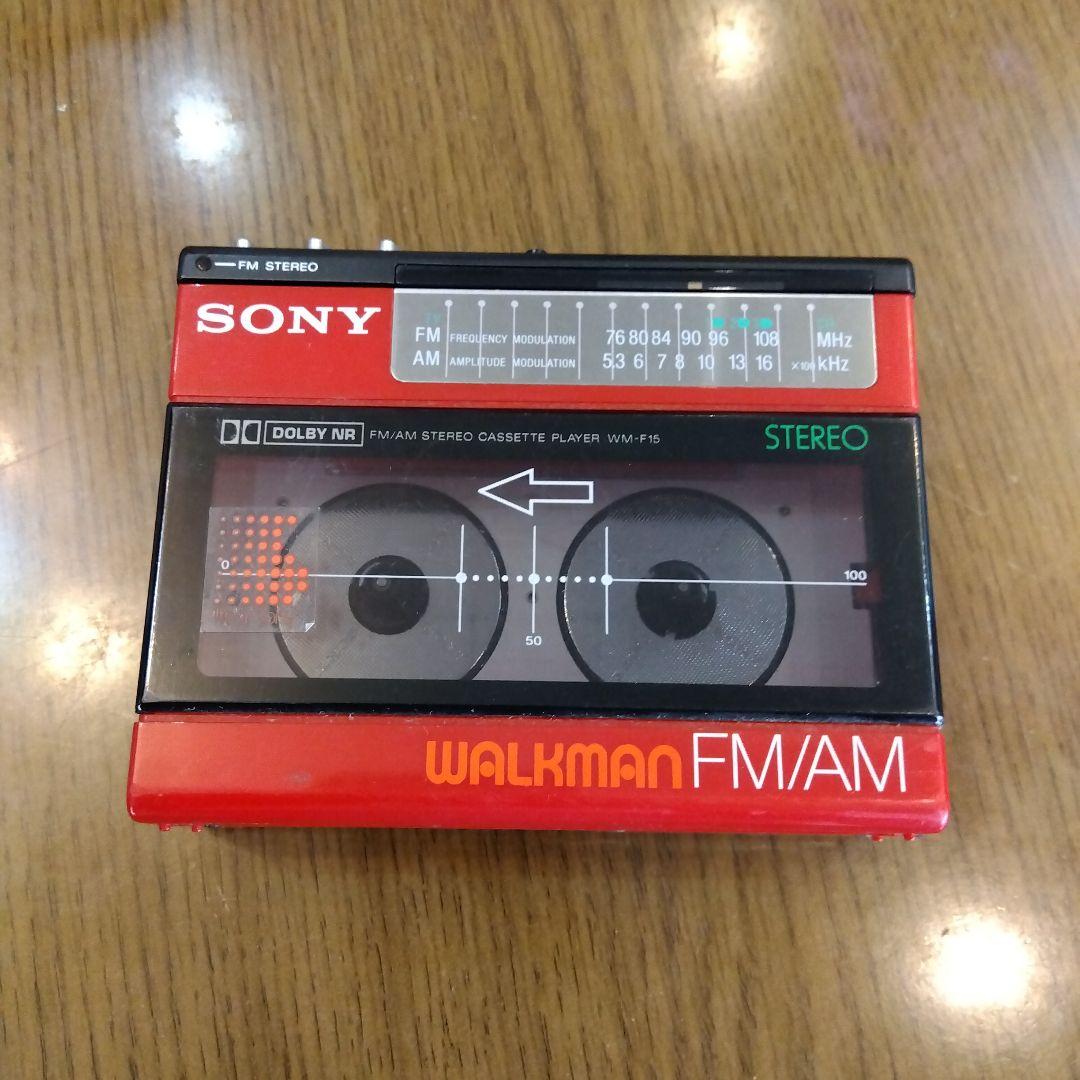 FM STEREO
SONY
TV
FM FREQUENCY MODULATION 76 80 84 90 96 108 MHz
AM AMPLITUDE MODULATION 5.3 6 7 8 10 13 16 ×100 kHz
DOLBY NR FM/AM STEREO CASSETTE PLAYER WM-F15
STEREO
0
100
50
WALKMAN FM/AM